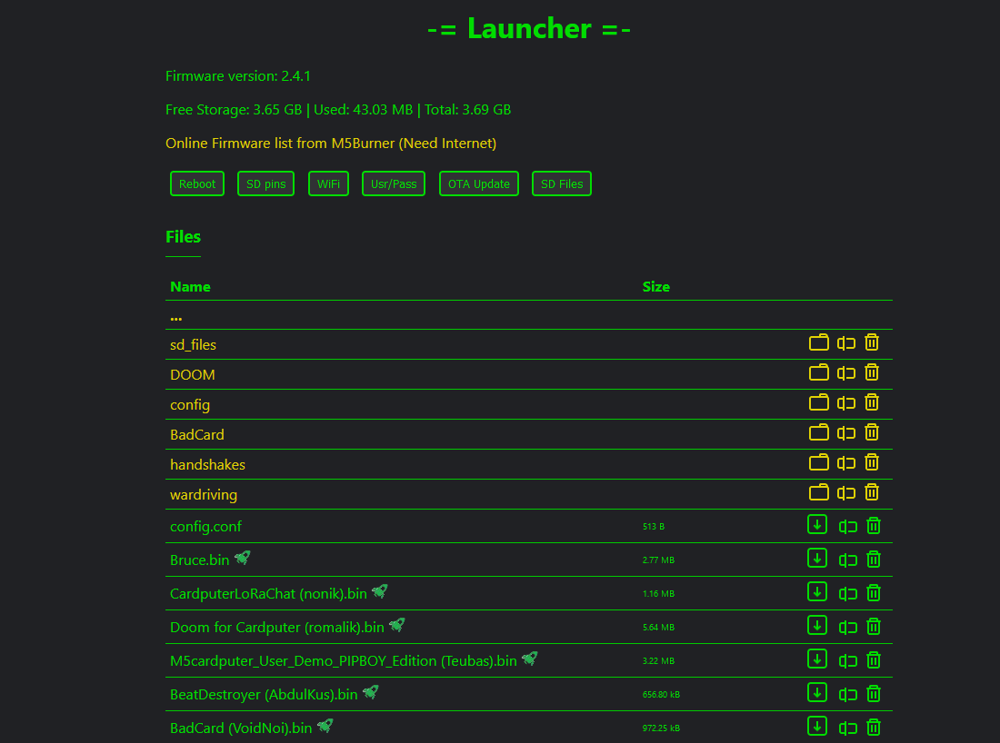 -= Launcher =-
Firmware version: 2.4.1
Free Storage: 3.65 GB | Used: 43.03 MB | Total: 3.69 GB
Online Firmware list from M5Burner (Need Internet)
Reboot SD pins WiFi Usr/Pass OTA Update SD Files
Files
Name Size
...
sd_files
DOOM
config
BadCard
handshakes
wardriving
config.conf 513 B
Bruce.bin 2.77 MB
CardputerLoRaChat (nonik).bin 1.16 MB
Doom for Cardputer (romalik).bin 5.64 MB
M5cardputer_User_Demo_PIPBOY_Edition (Teubas).bin 3.22 MB
BeatDestroyer (AbdulKus).bin 656.80 kB
BadCard (VoidNoi).bin 972.25 kB